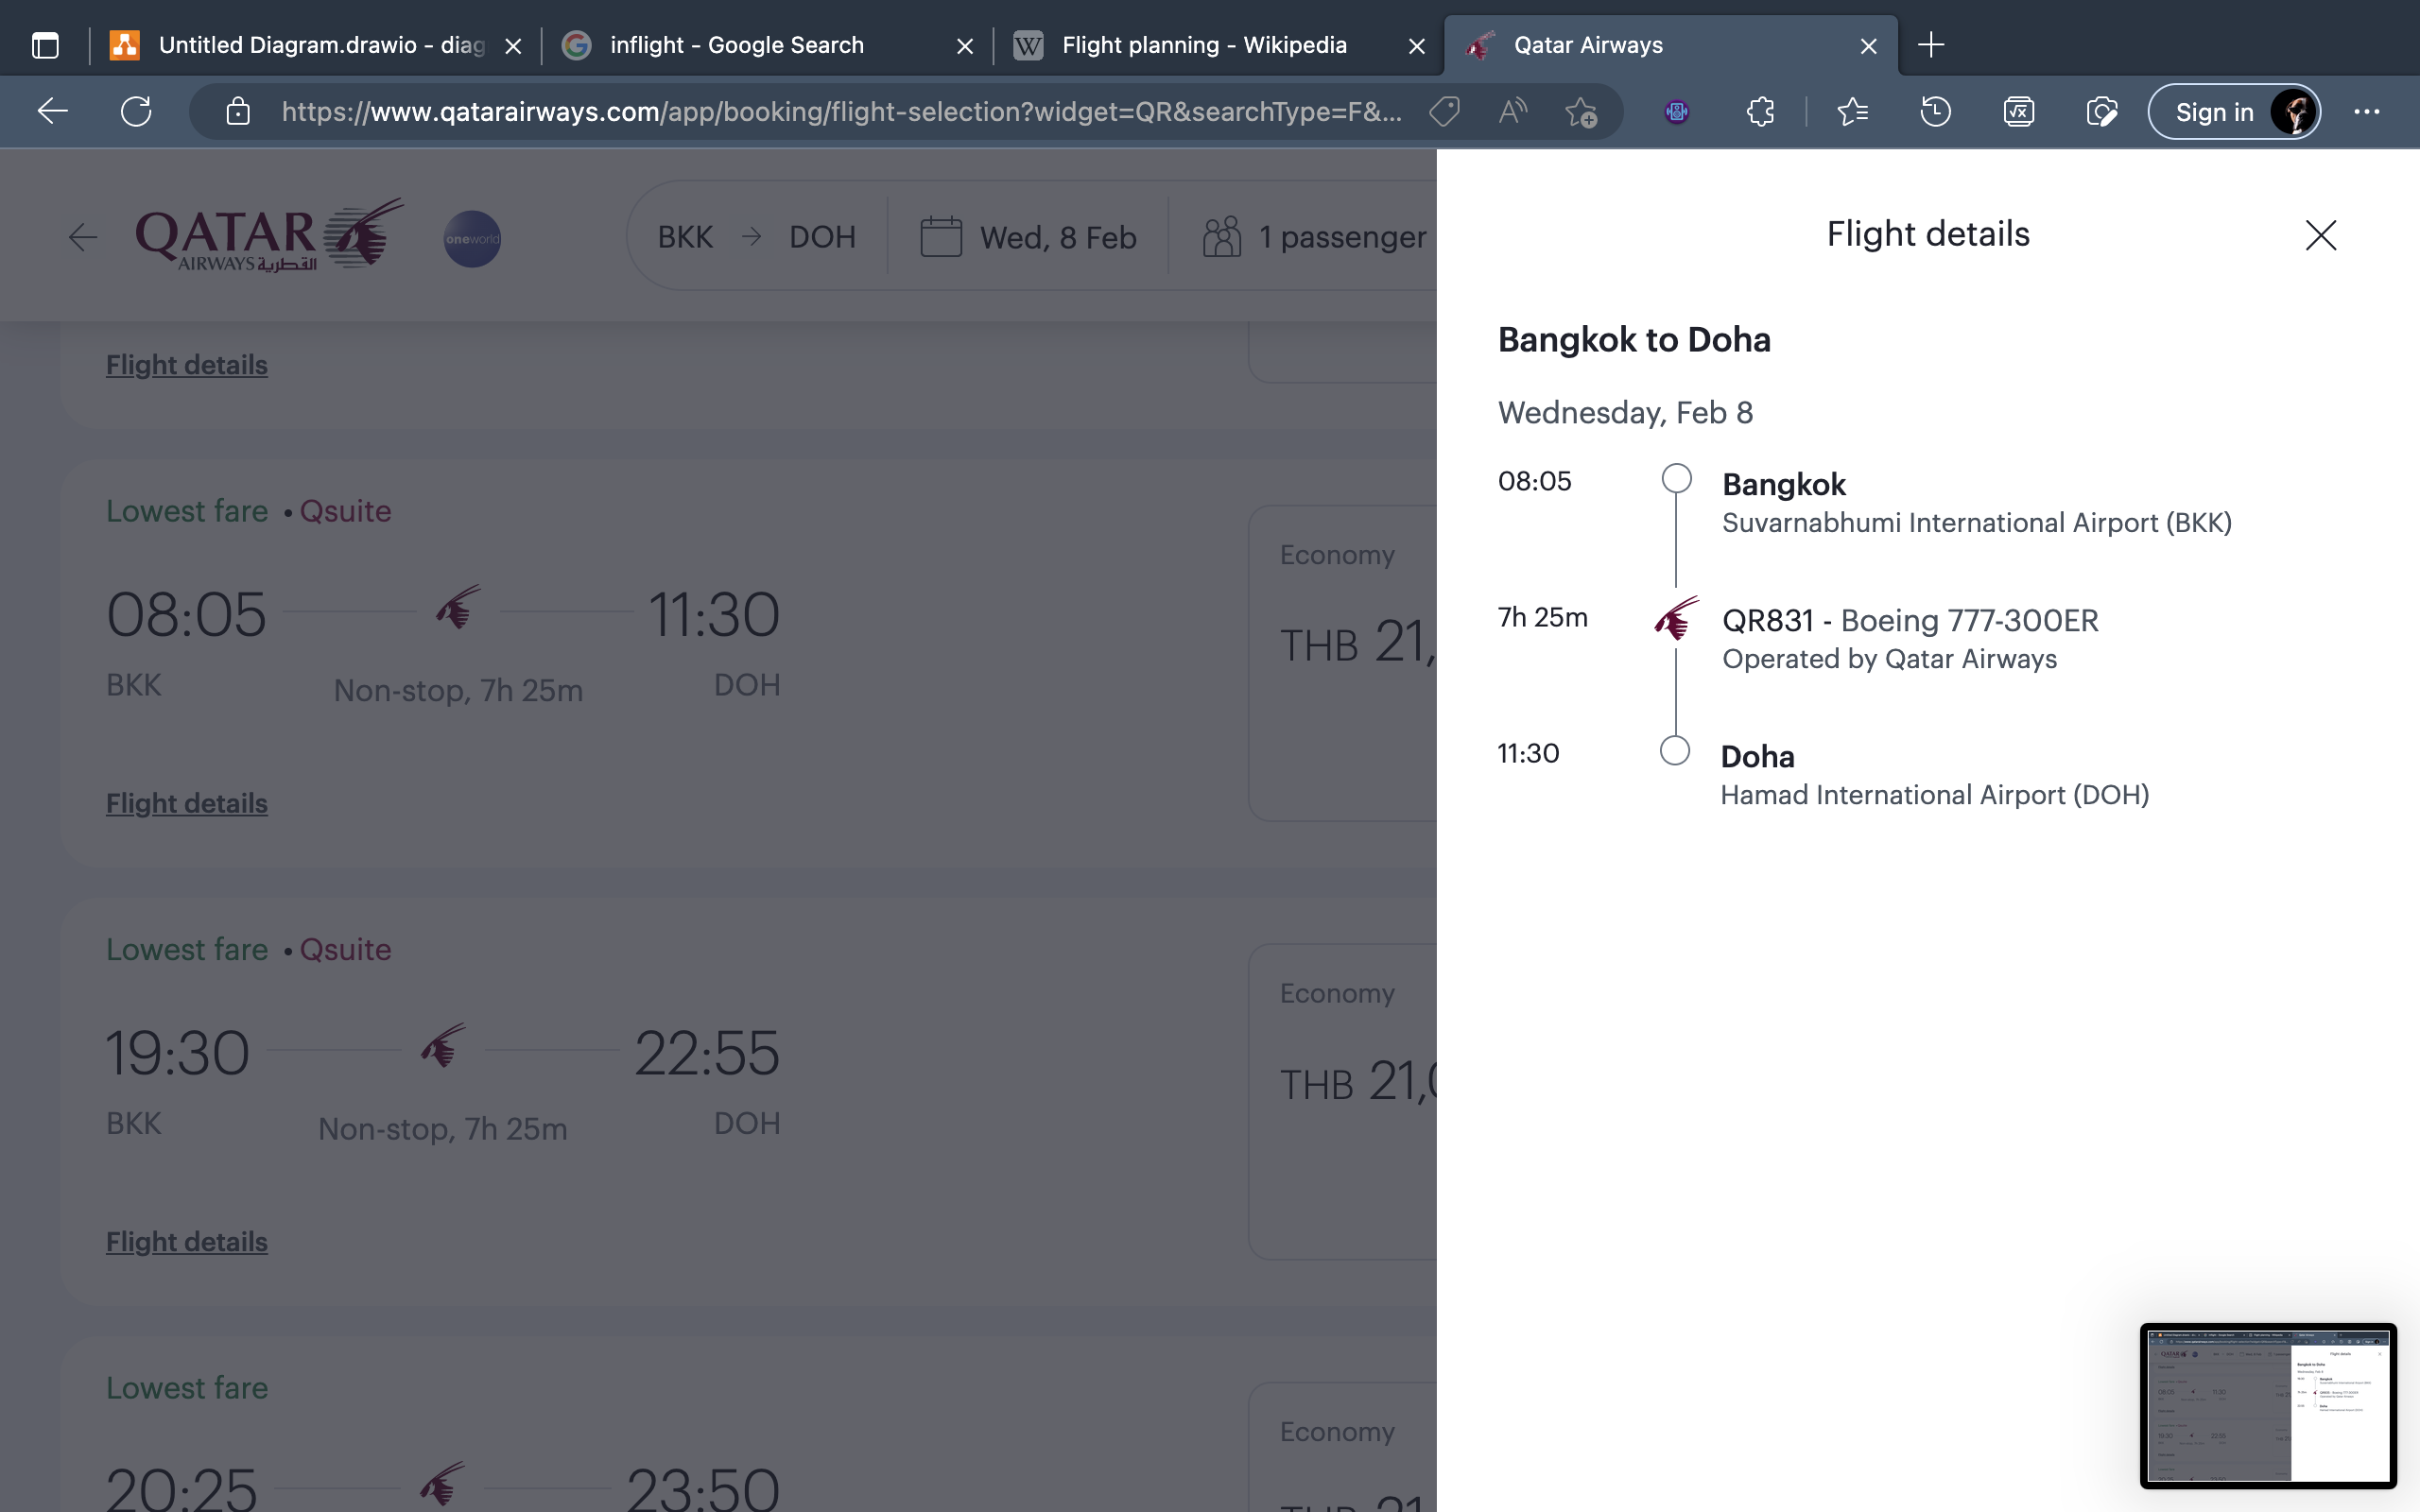 Untitled Diagram.drawio - diag
inflight - Google Search
Flight planning - Wikipedia
Qatar Airways
https://www.qatarairways.com/app/booking/flight-selection?widget=QR&searchType=F&...
Sign in
QATAR
AIRWAYS القطرية
oneworld
BKK → DOH
Wed, 8 Feb
1 passenger
Flight details
Lowest fare • Qsuite
08:05
11:30
BKK
Non-stop, 7h 25m
DOH
Economy
THB 21,
Flight details
Lowest fare • Qsuite
19:30
22:55
BKK
Non-stop, 7h 25m
DOH
Economy
THB 21,0
Flight details
Lowest fare
20:25
23:50
Economy
THB 21
Flight details
Bangkok to Doha
Wednesday, Feb 8
08:05
Bangkok
Suvarnabhumi International Airport (BKK)
7h 25m
QR831 - Boeing 777-300ER
Operated by Qatar Airways
11:30
Doha
Hamad International Airport (DOH)